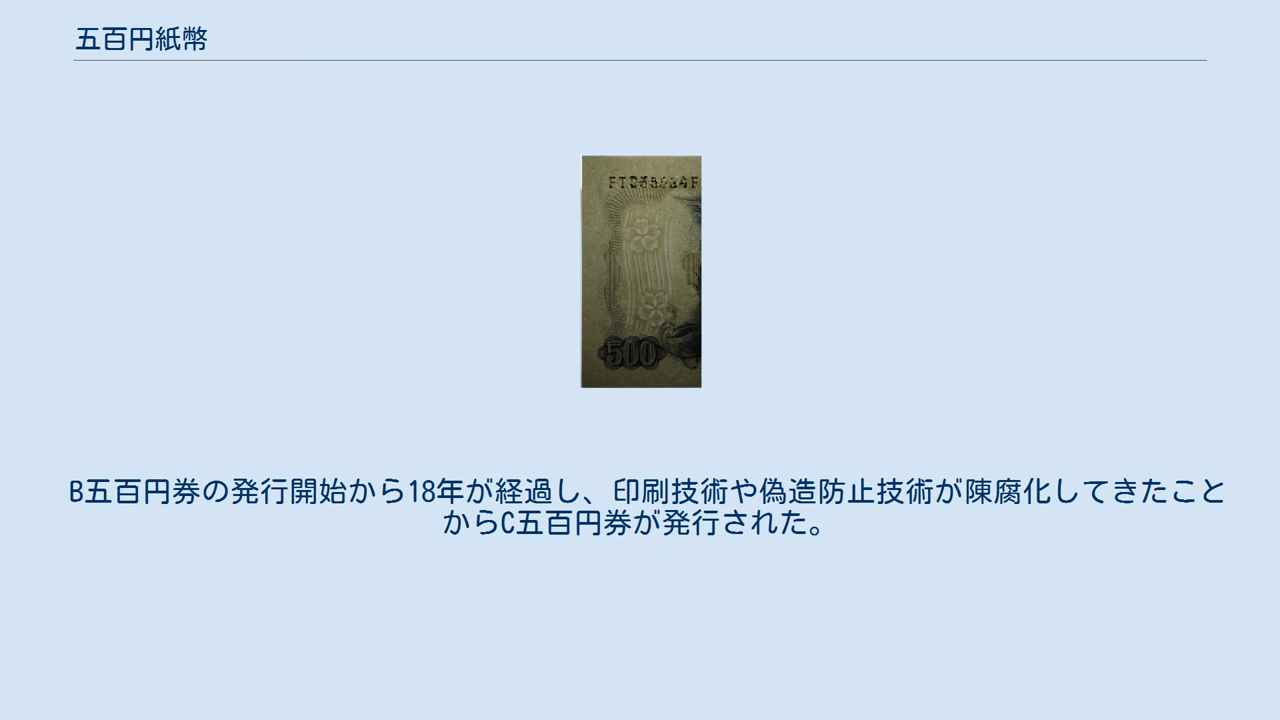 五百円紙幣
500
B五百円券の発行開始から18年が経過し、印刷技術や偽造防止技術が陳腐化してきたこと
からC五百円券が発行された。